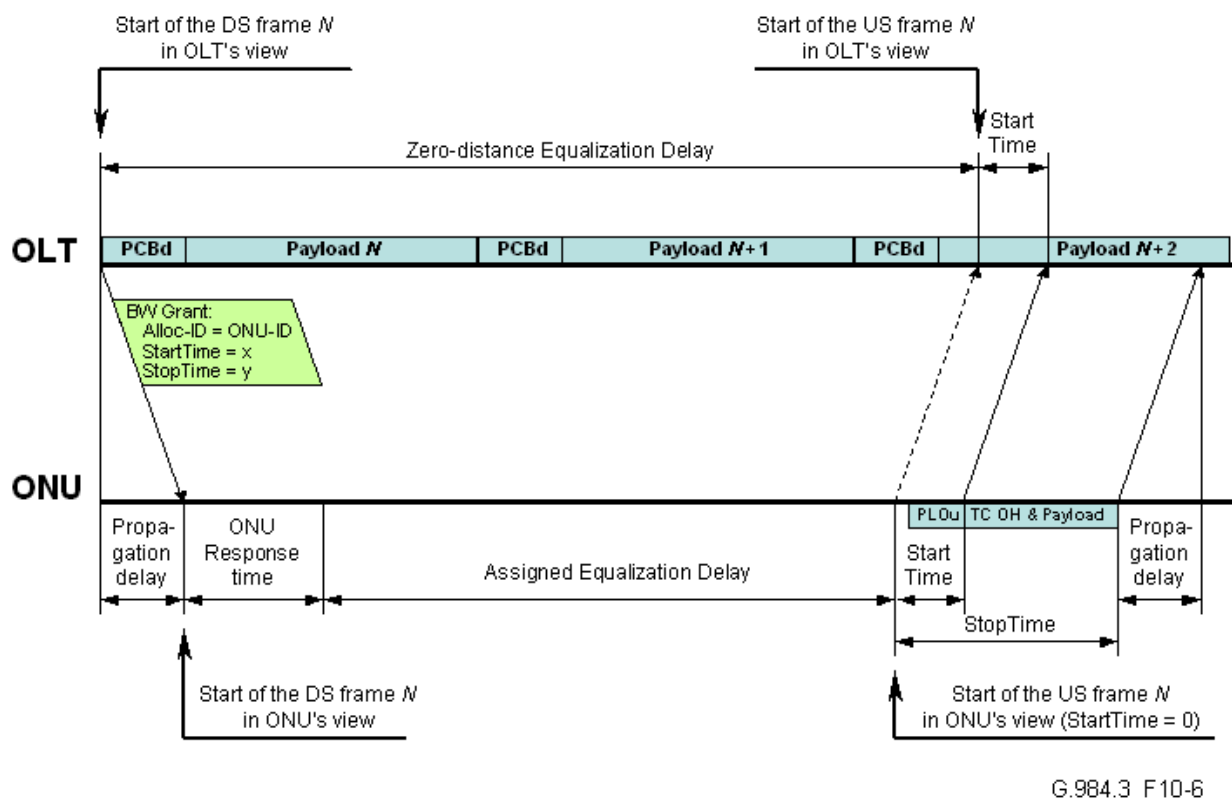 Start of the DS frame N
in OLT's view
Start of the US frame N
in OLT's view
Start
Time
Zero-distance Equalization Delay
OLT
PCBd
Payload N
PCBd
Payload N+1
PCBd
Payload N+2
BW Grant:
Alloc-ID = ONU-ID
StartTime = x
StopTime = y
ONU
PLOu
TC OH & Payload
Propa-
gation
delay
ONU
Response
time
Assigned Equalization Delay
Start
Time
Propa-
gation
delay
StopTime
Start of the DS frame N
in ONU's view
Start of the US frame N
in ONU's view (StartTime = 0)
G.984.3 F10-6